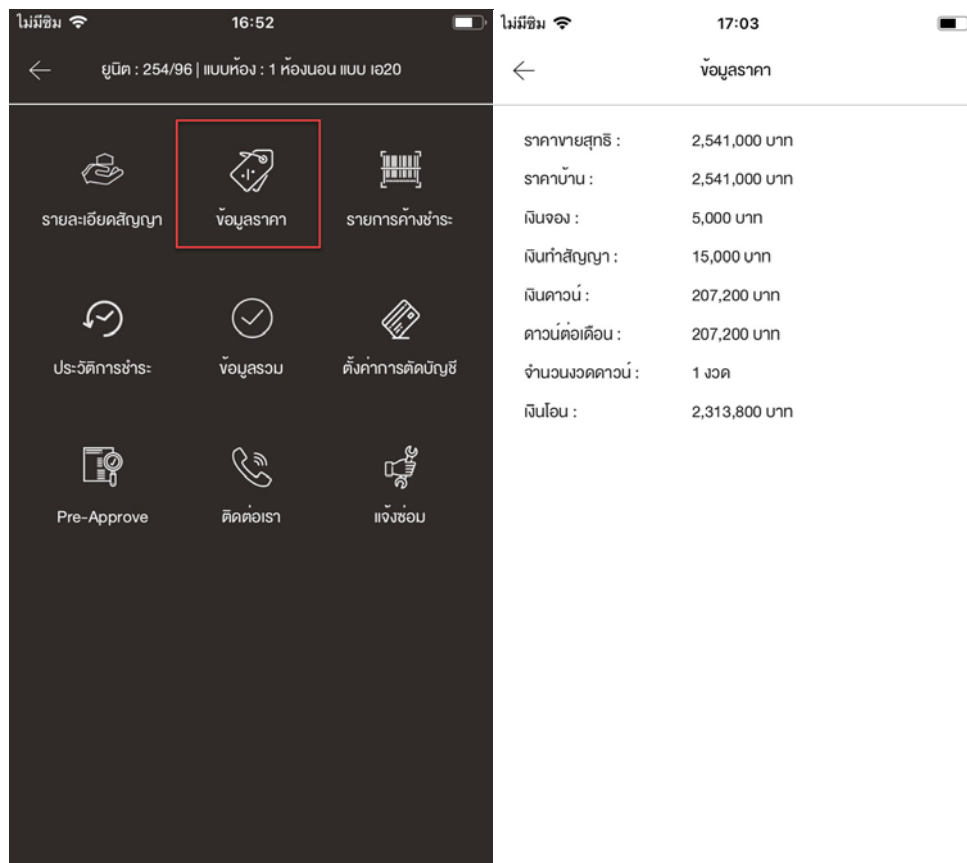 ไม่มีซิม 16:52
ยูนิต : 254/96 | แบบห้อง : 1 ห้องนอน แบบ เอ20
รายละเอียดสัญญา ข้อมูลราคา รายการค้างชำระ
ประวัติการชำระ ข้อมูลรวม ตั้งค่าการตัดบัญชี
Pre-Approve ติดต่อเรา แจ้งซ่อม
ไม่มีซิม 17:03
ข้อมูลราคา
ราคาขายสุทธิ : 2,541,000 บาท
ราคาบ้าน : 2,541,000 บาท
เงินจอง : 5,000 บาท
เงินทำสัญญา : 15,000 บาท
เงินดาวน์ : 207,200 บาท
ดาวน์ต่อเดือน : 207,200 บาท
จำนวนงวดดาวน์ : 1 งวด
เงินโอน : 2,313,800 บาท